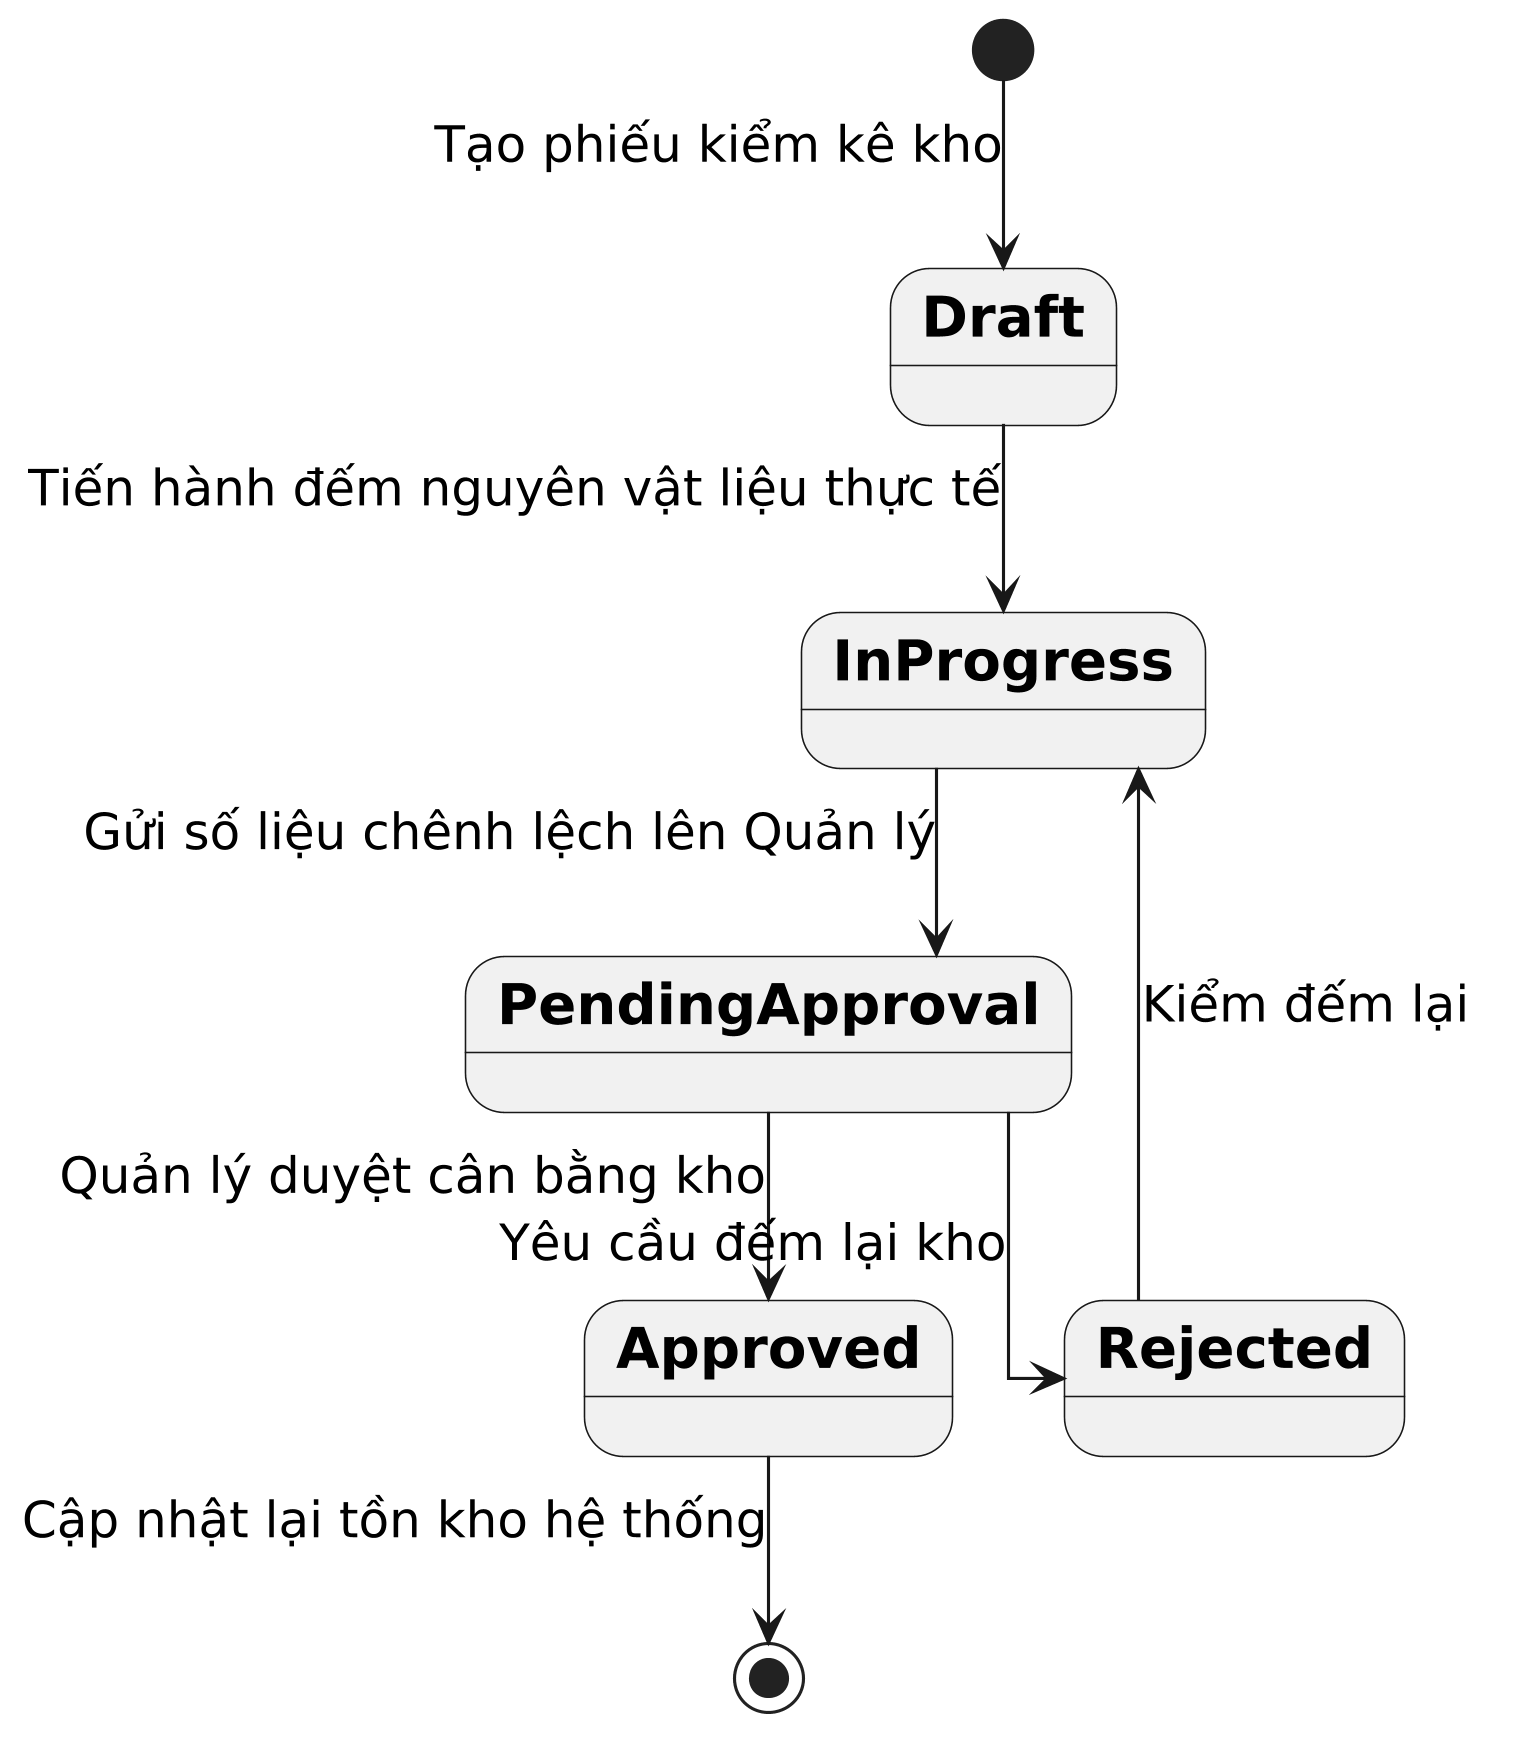 Tạo phiếu kiểm kê kho
Draft
Tiến hành đếm nguyên vật liệu thực tế
InProgress
Gửi số liệu chênh lệch lên Quản lý
PendingApproval
Kiểm đếm lại
Quản lý duyệt cân bằng kho
Yêu cầu đếm lại kho
Approved
Rejected
Cập nhật lại tồn kho hệ thống